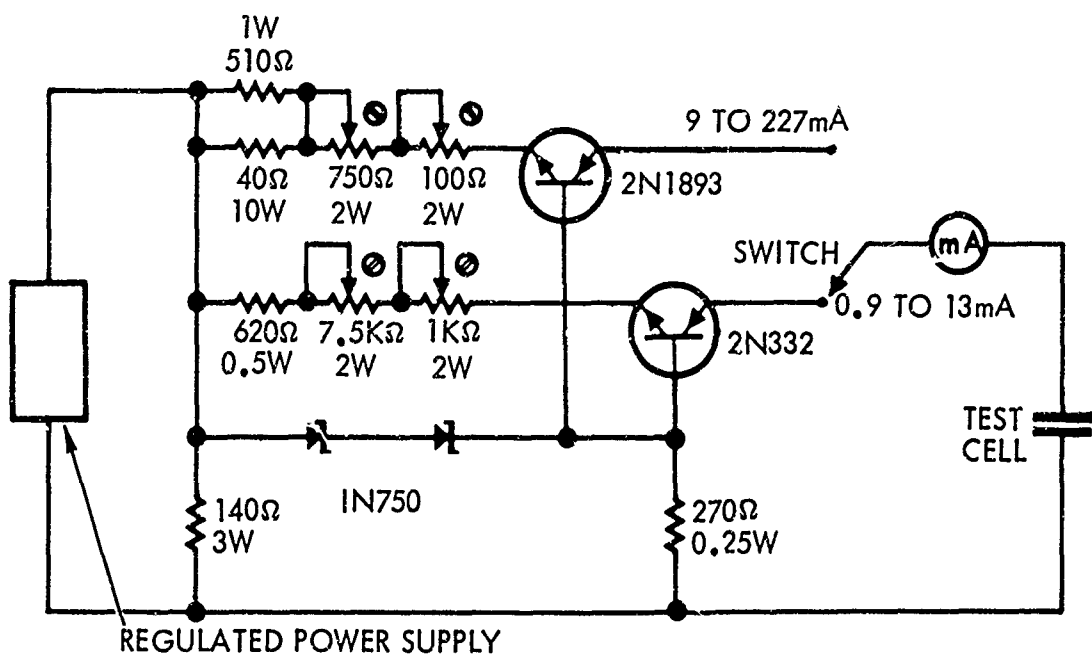 1W
510Ω
9 TO 227mA
40Ω
10W
750Ω
2W
100Ω
2W
2N1893
SWITCH
mA
0.9 TO 13mA
620Ω
0.5W
7.5KΩ
2W
1KΩ
2W
2N332
TEST
CELL
IN750
140Ω
3W
270Ω
0.25W
REGULATED POWER SUPPLY